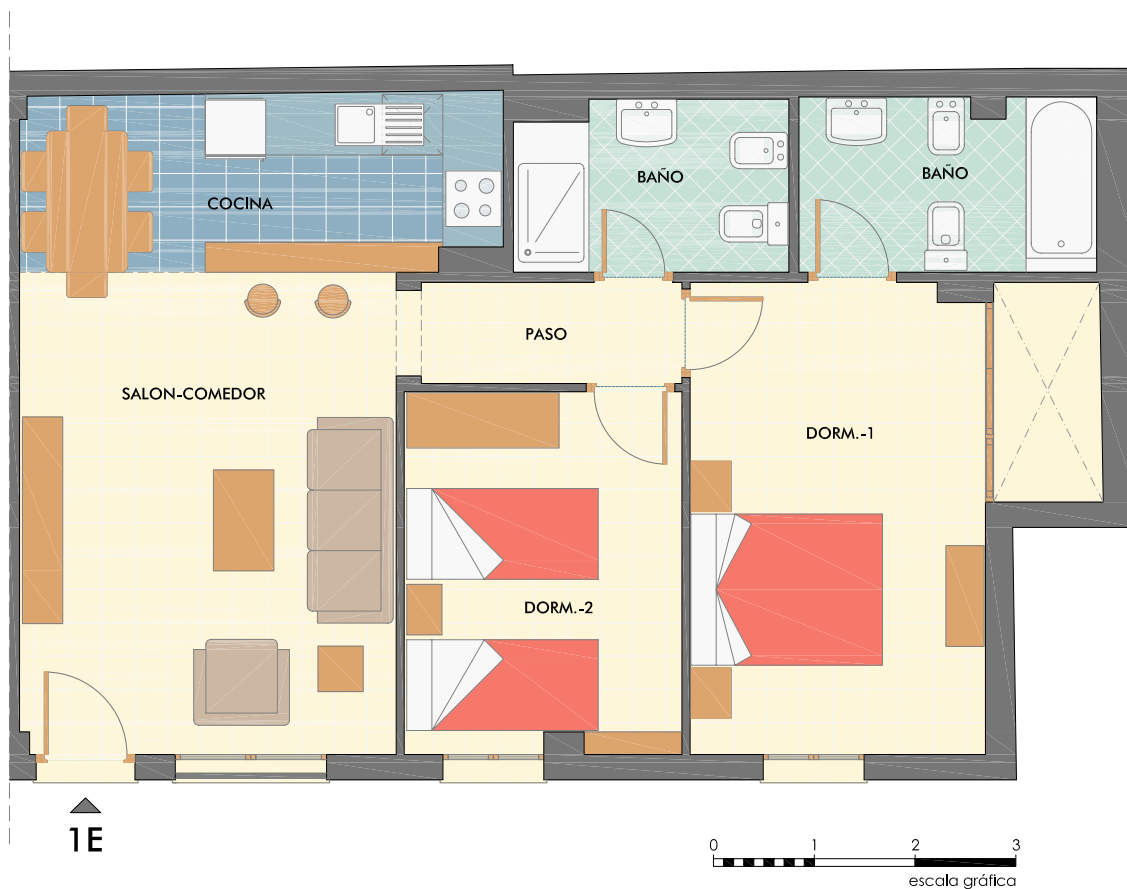 COCINA
BAÑO
BAÑO
PASO
SALON-COMEDOR
DORM.-1
DORM.-2
1E
0 1 2 3
escala gráfica